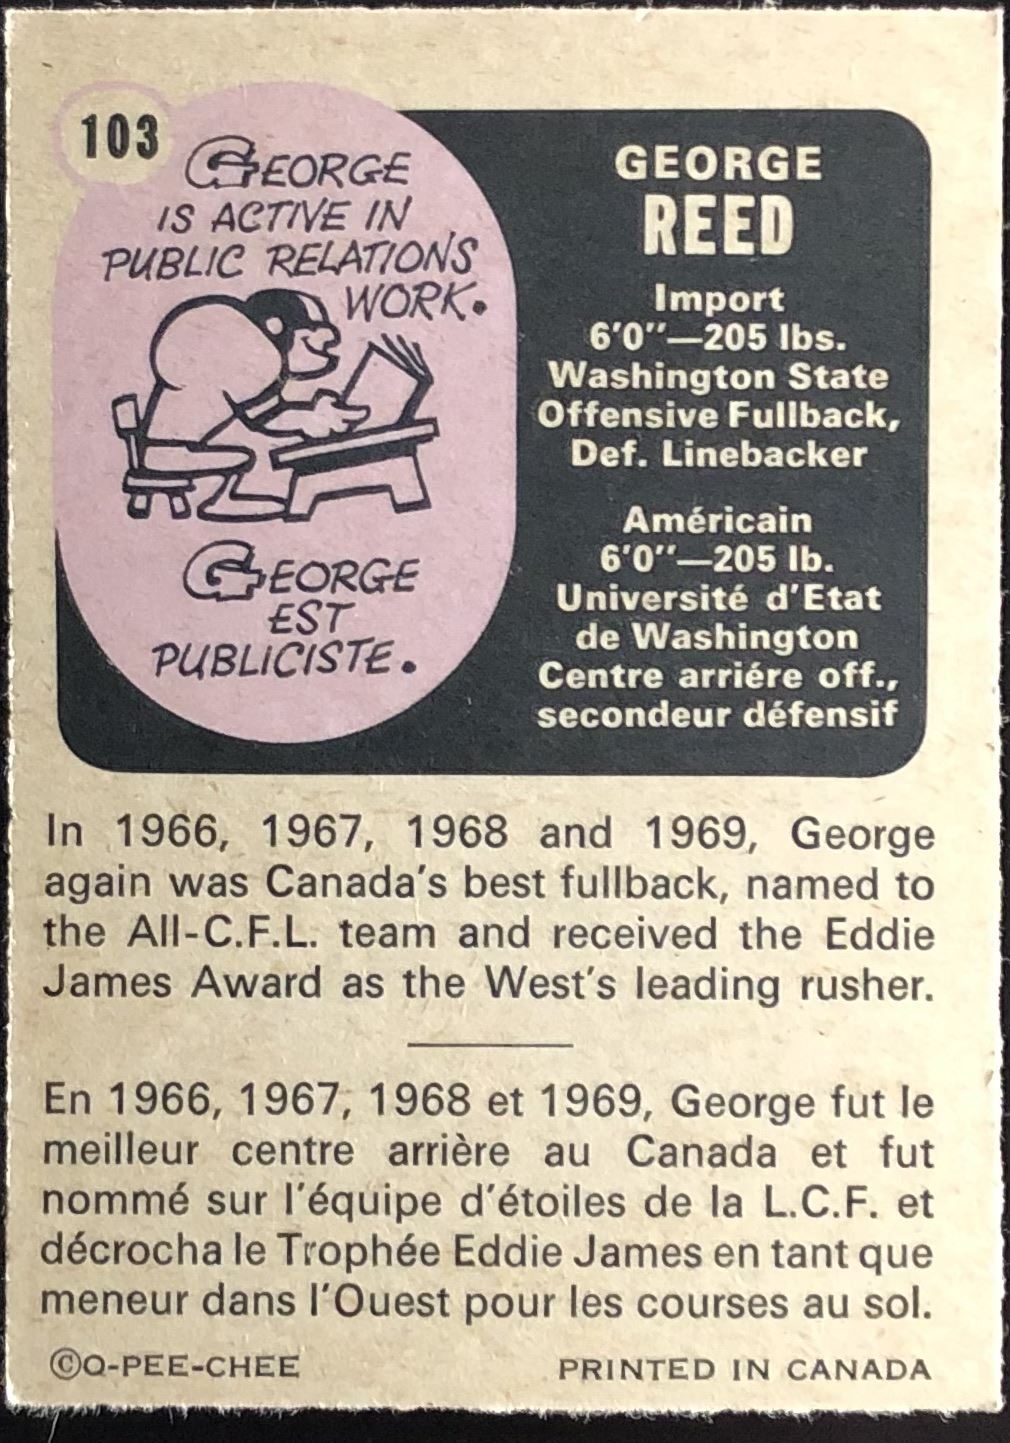 103
GEORGE
IS ACTIVE IN
PUBLIC RELATIONS
WORK.
GEORGE
EST
PUBLICISTE.
GEORGE
REED
Import
6'0"—205 lbs.
Washington State
Offensive Fullback,
Def. Linebacker
Américain
6'0"—205 lb.
Université d'Etat
de Washington
Centre arriére off.,
secondeur défensif
In 1966, 1967, 1968 and 1969, George
again was Canada's best fullback, named to
the All-C.F.L. team and received the Eddie
James Award as the West's leading rusher.
En 1966, 1967, 1968 et 1969, George fut le
meilleur centre arrière au Canada et fut
nommé sur l'équipe d'étoiles de la L.C.F. et
décrocha le Trophée Eddie James en tant que
meneur dans l'Ouest pour les courses au sol.
©O-PEE-CHEE PRINTED IN CANADA